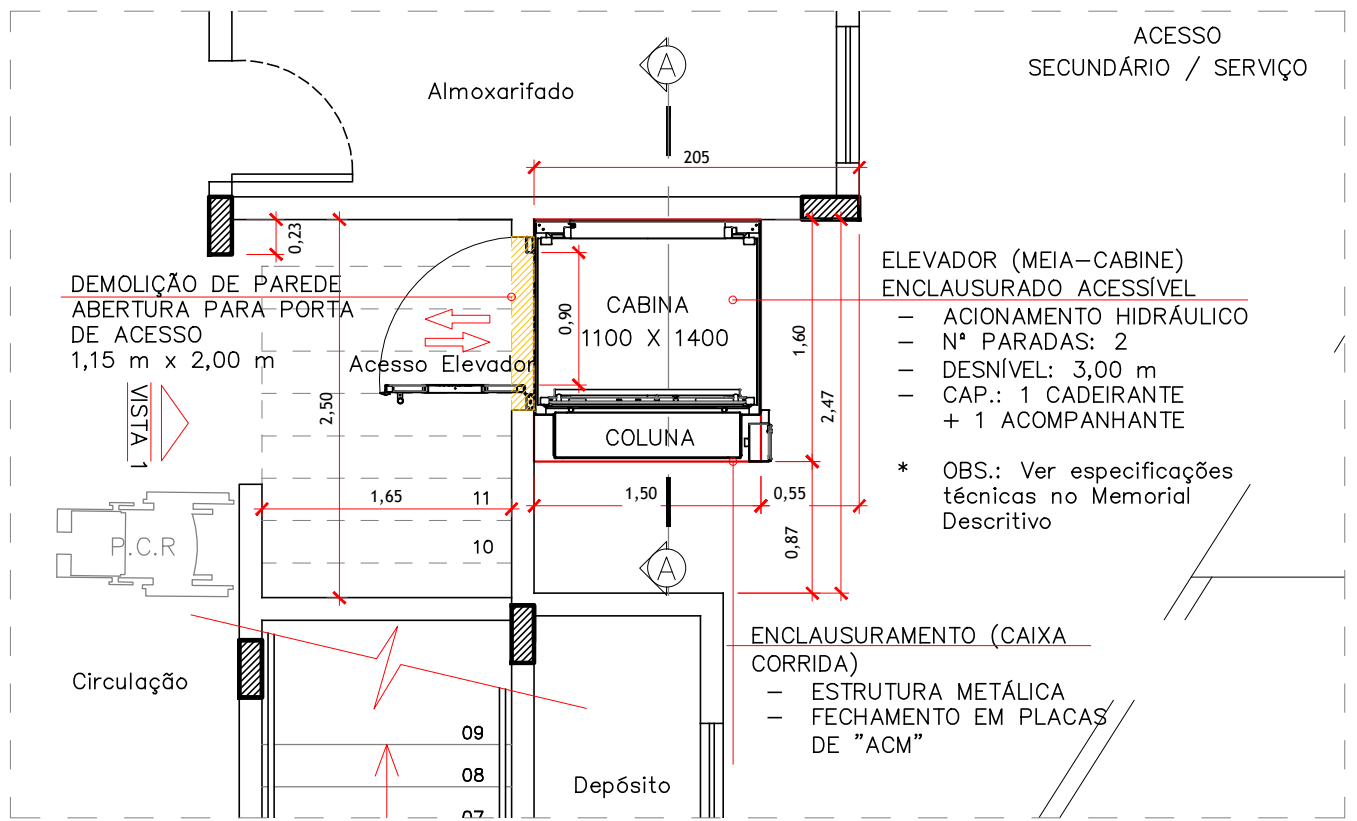 ACESSO
SECUNDÁRIO / SERVIÇO
A
Almoxarifado
205
0,23
DEMOLIÇÃO DE PAREDE
ABERTURA PARA PORTA
DE ACESSO
1,15 m x 2,00 m
VISTA 1
2,50
Acesso Elevador
0,90
CABINA
1100 X 1400
COLUNA
1,60
2,47
ELEVADOR (MEIA-CABINE)
ENCLAUSURADO ACESSÍVEL
- ACIONAMENTO HIDRÁULICO
- Nª PARADAS: 2
- DESNÍVEL: 3,00 m
- CAP.: 1 CADEIRANTE
+ 1 ACOMPANHANTE
* OBS.: Ver especificações
técnicas no Memorial
Descritivo
1,65
11
10
1,50
0,55
0,87
P.C.R
A
ENCLAUSURAMENTO (CAIXA
CORRIDA)
- ESTRUTURA METÁLICA
- FECHAMENTO EM PLACAS
DE "ACM"
Circulação
09
08
07
Depósito